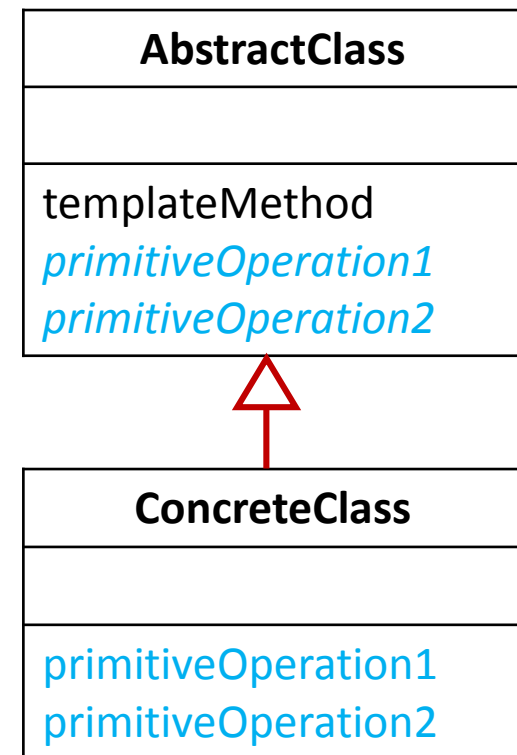 AbstractClass
templateMethod
primitiveOperation1
primitiveOperation2
ConcreteClass
primitiveOperation1
primitiveOperation2